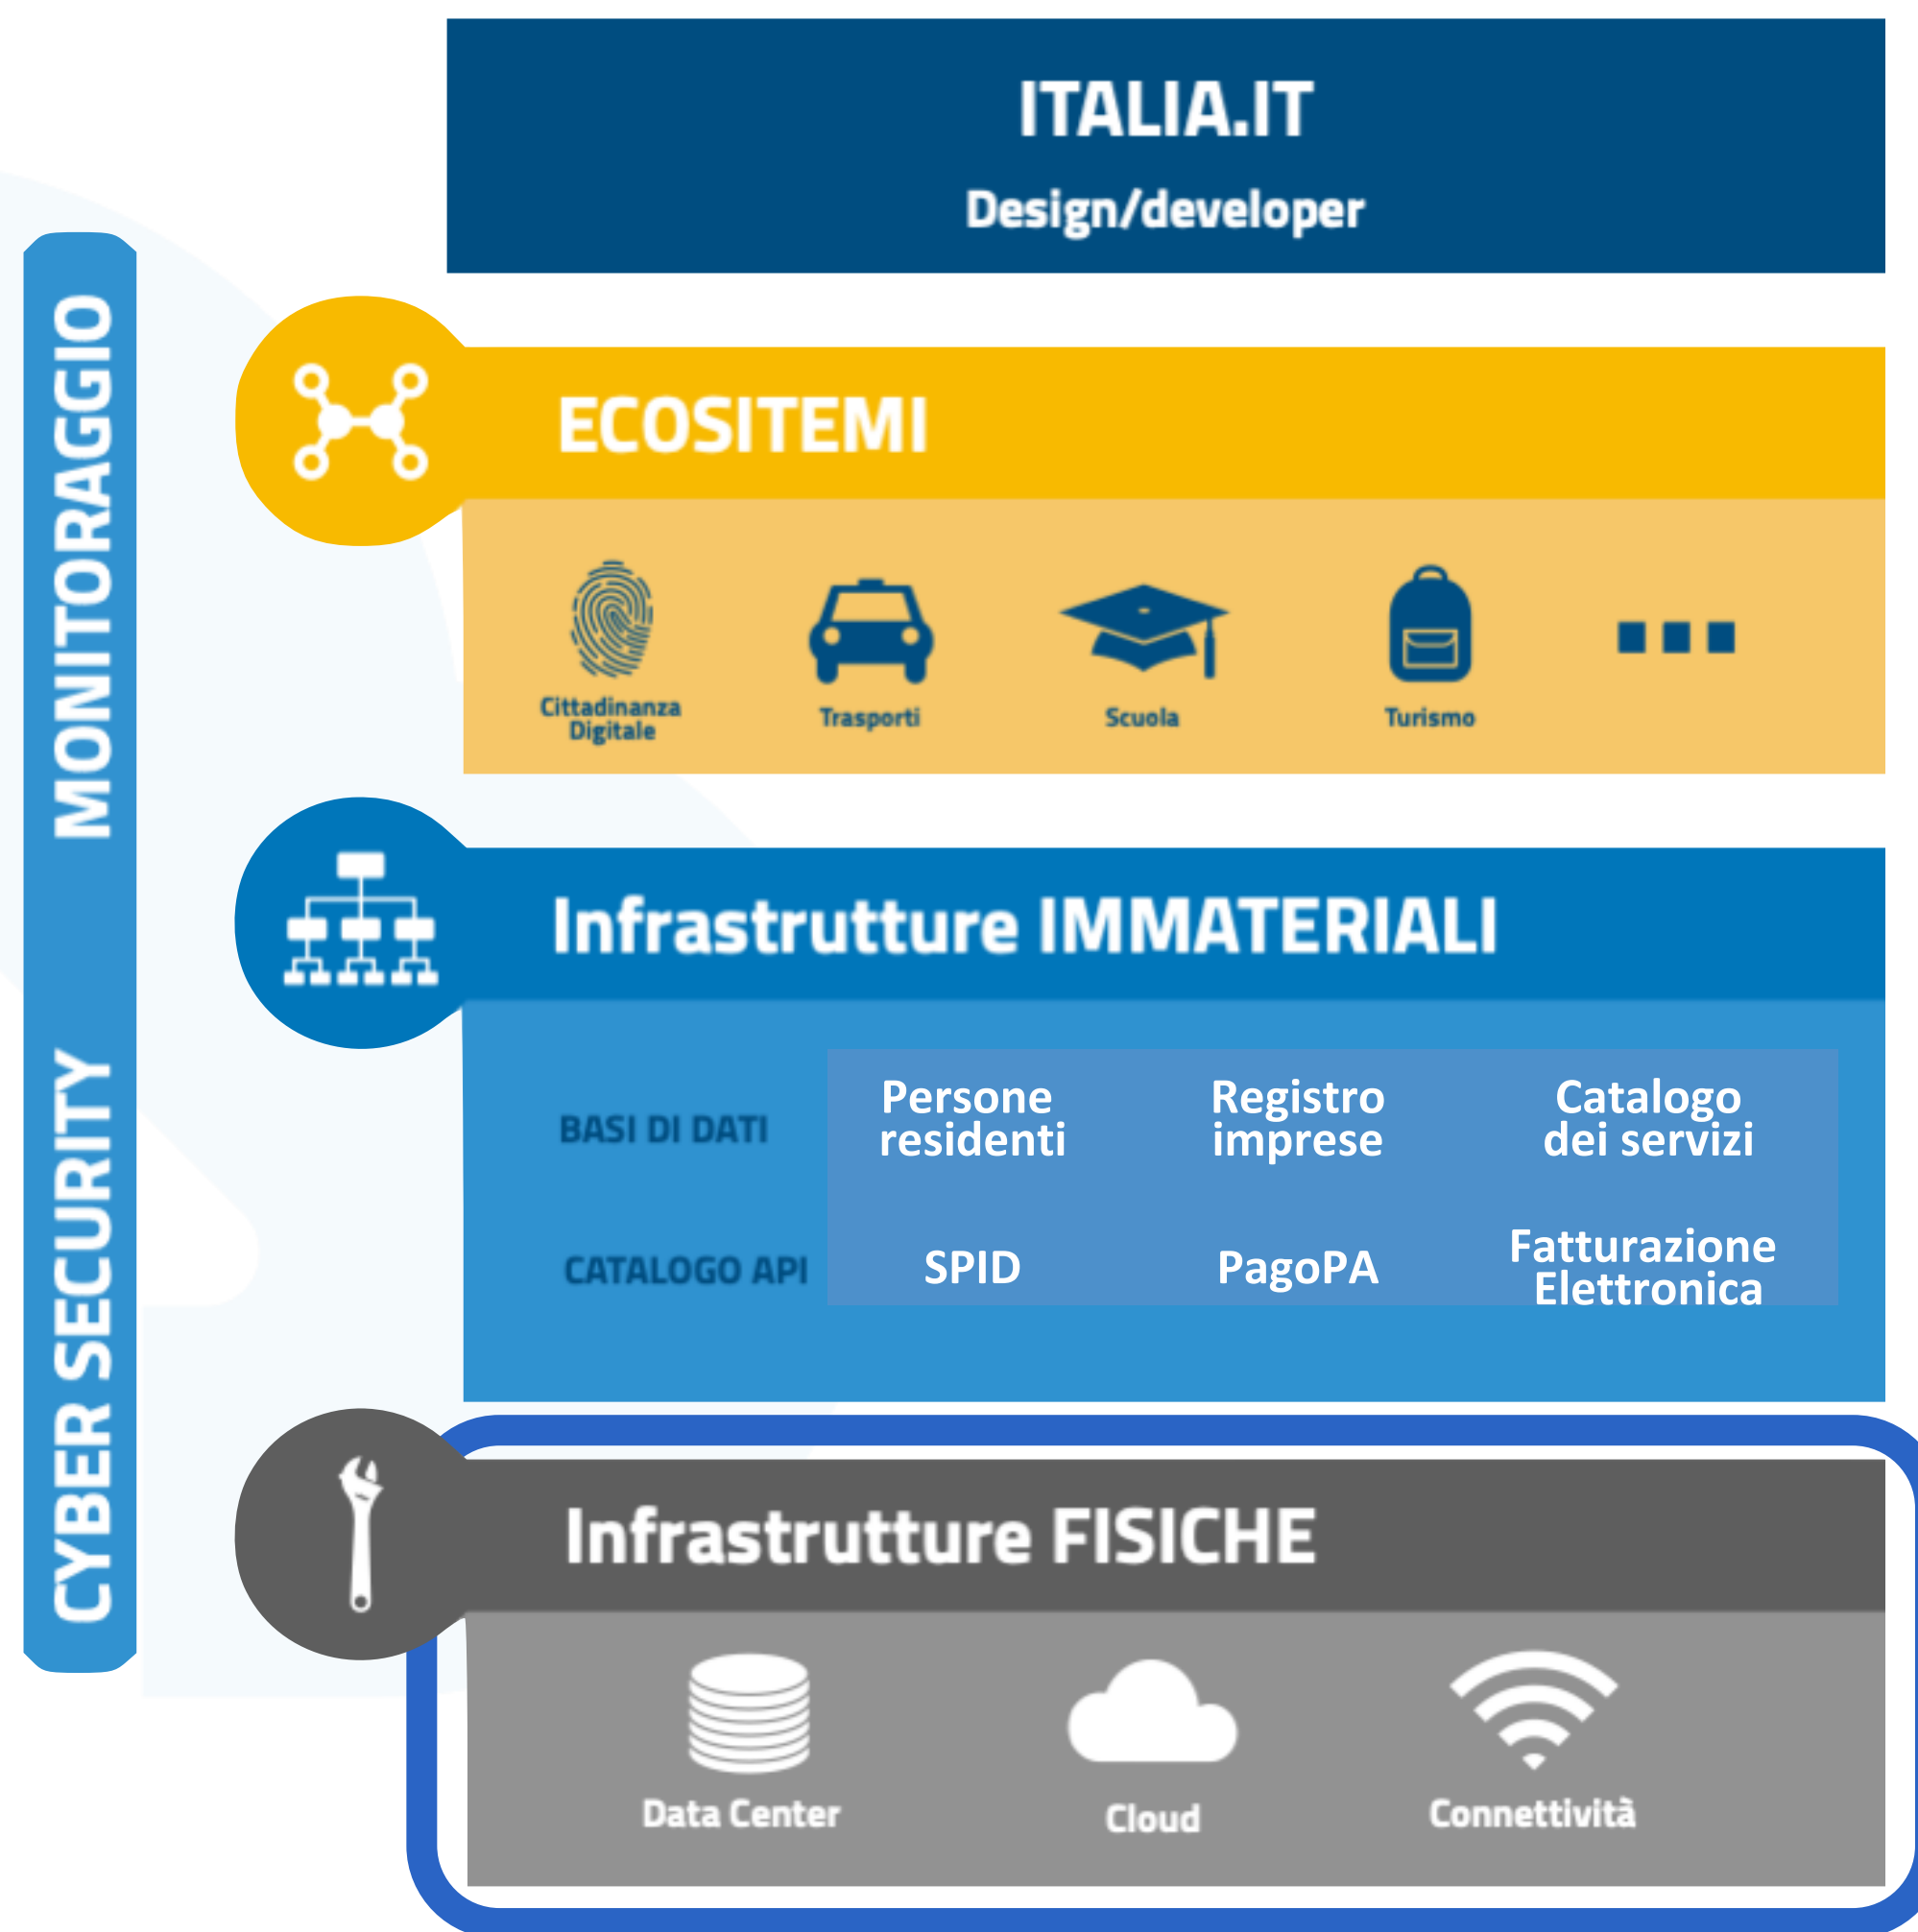 ITALIA.IT
Design/developer
MONITORAGGIO
CYBER SECURITY
ECOSITEMI
Cittadinanza
Digitale
Trasporti
Scuola
Turismo
Infrastrutture IMMATERIALI
BASI DI DATI
Persone
residenti
Registro
imprese
Catalogo
dei servizi
CATALOGO API
SPID
PagoPA
Fatturazione
Elettronica
Infrastrutture FISICHE
Data Center
Cloud
Connettività